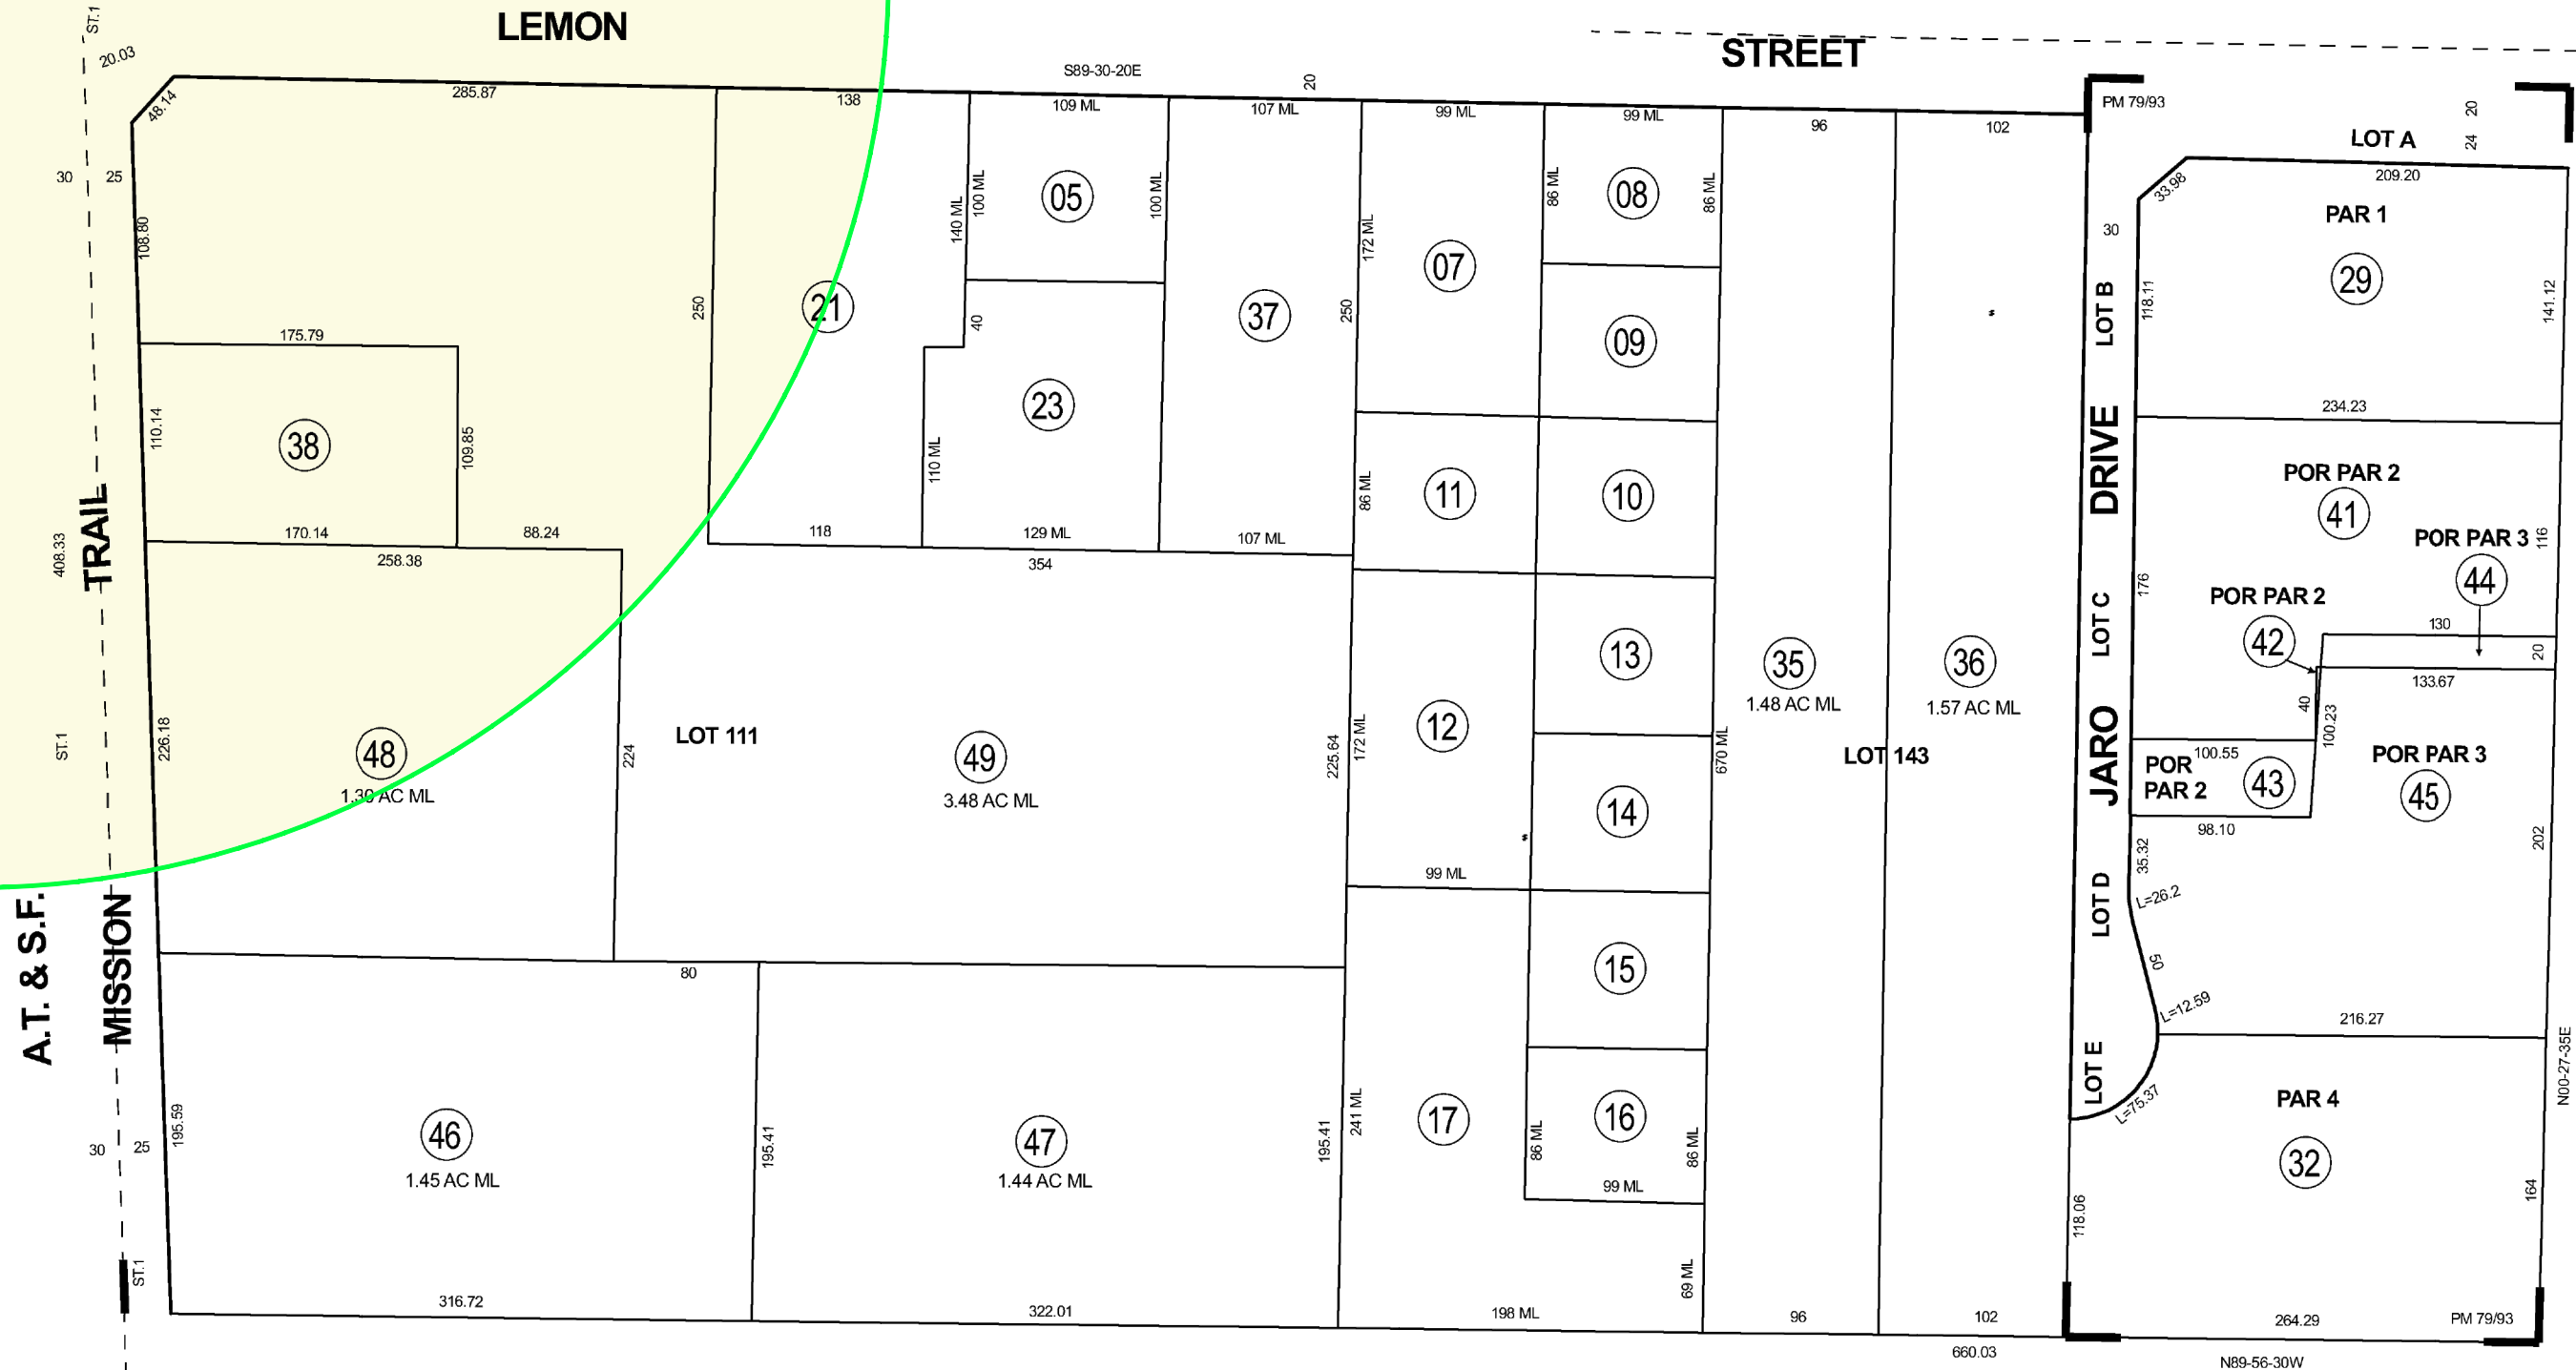 LEMON
STREET
ST.1
20.03
48.14
285.87
138
S89-30-20E
20
109 ML
107 ML
99 ML
99 ML
96
102
PM 79/93
20
24
LOT A
209.20
33.98
PAR 1
30
25
108.80
250
21
140 ML
100 ML
05
100 ML
37
250
172 ML
07
86 ML
08
86 ML
30
LOT B
118.11
29
141.12
40
09
175.79
38
110.14
109.85
170.14
88.24
258.38
23
110 ML
118
129 ML
107 ML
354
86 ML
11
10
234.23
POR PAR 2
41
POR PAR 3
44
116
DRIVE
176
LOT C
POR PAR 2
42
130
20
133.67
40
100.23
408.33
TRAIL
ST.1
226.18
48
1.30 AC ML
224
LOT 111
49
3.48 AC ML
225.64
172 ML
12
13
14
670 ML
35
1.48 AC ML
36
1.57 AC ML
LOT 143
JARO
100.55
POR
PAR 2
43
98.10
POR PAR 3
45
202
99 ML
35.32
L=26.2
LOT D
50
L=12.59
216.27
A.T. & S.F.
MISSION
80
15
LOT E
L=75.37
N00-27-35E
PAR 4
32
164
30
25
195.59
46
1.45 AC ML
195.41
47
1.44 AC ML
195.41
241 ML
17
86 ML
16
86 ML
99 ML
69 ML
118.06
ST.1
316.72
322.01
198 ML
96
102
264.29
PM 79/93
660.03
N89-56-30W